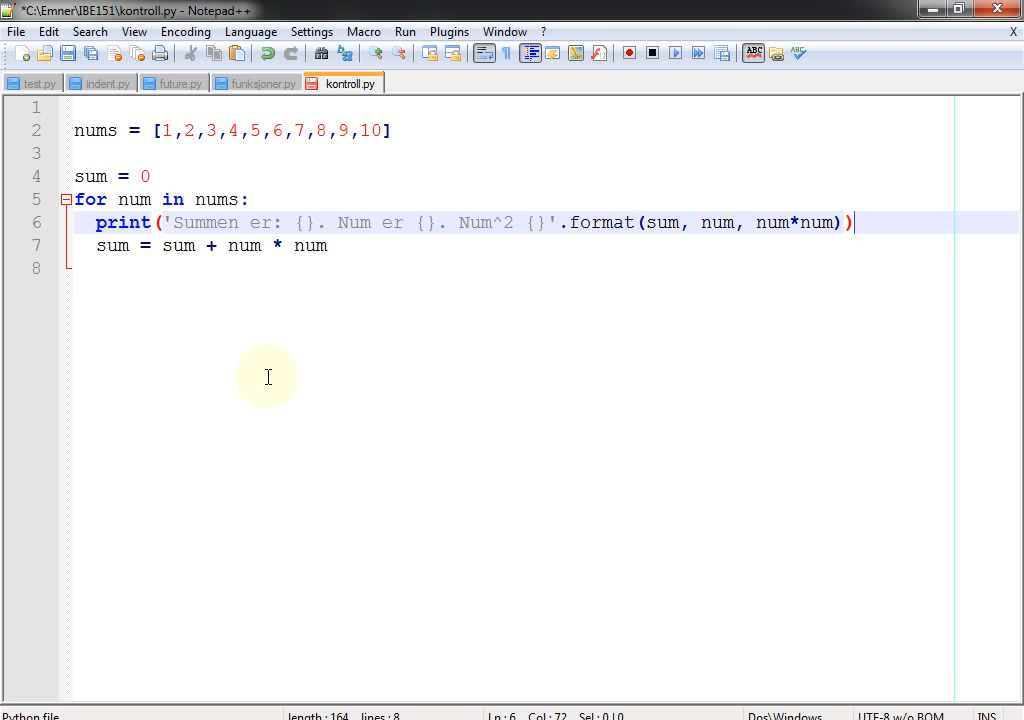 *C:\Emner\IBE151\kontroll.py - Notepad++
File Edit Search View Encoding Language Settings Macro Run Plugins Window ? X
test.py indent.py future.py funksjoner.py kontroll.py
1
2 nums = [1,2,3,4,5,6,7,8,9,10]
3
4 sum = 0
5 for num in nums:
6 print('Summen er: {}. Num er {}. Num^2 {}'.format(sum, num, num*num))
7 sum = sum + num * num
8
Python file length : 164 lines : 8 Ln : 6 Col : 72 Sel : 0 | 0 Dos\Windows UTF-8 w/o BOM INS